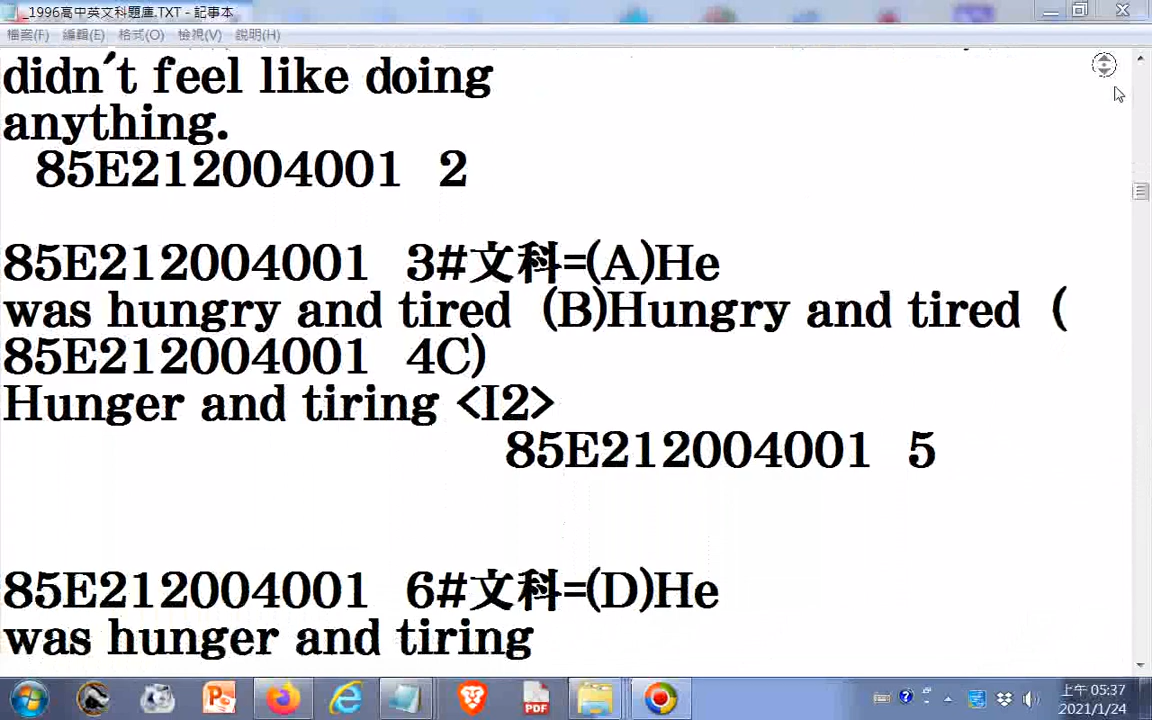 _1996高中英文科題庫.TXT - 記事本
檔案(F) 編輯(E) 格式(O) 檢視(V) 說明(H)
didn't feel like doing
anything.
85E212004001 2
85E212004001 3#文科=(A)He
was hungry and tired (B)Hungry and tired (
85E212004001 4C)
Hunger and tiring <I2>
85E212004001 5
85E212004001 6#文科=(D)He
was hunger and tiring
PDF
上午 05:37
2021/1/24